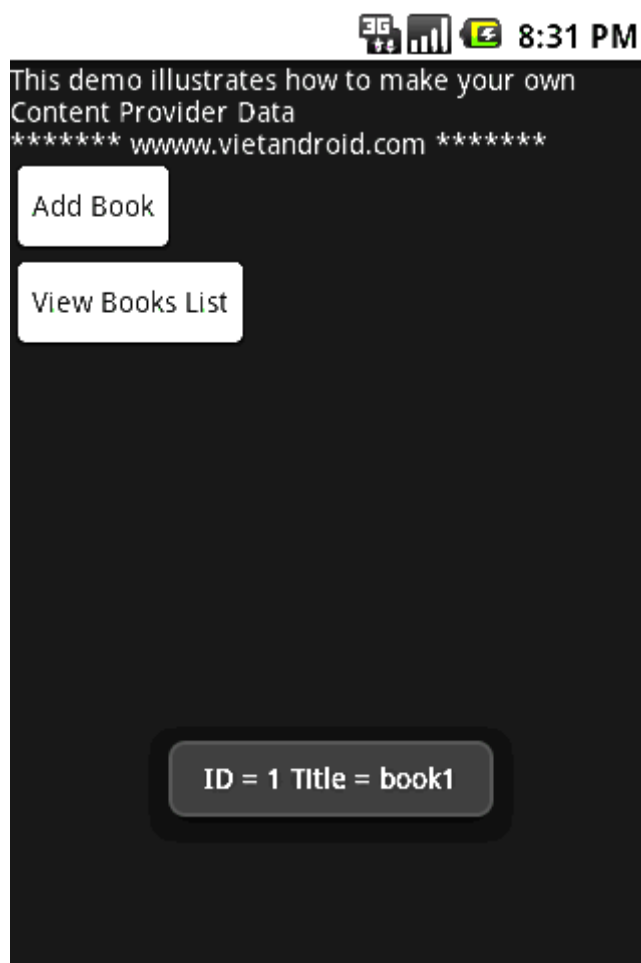 3G 8:31 PM
This demo illustrates how to make your own
Content Provider Data
******* wwww.vietandroid.com *******
Add Book
View Books List
ID = 1 TItle = book1